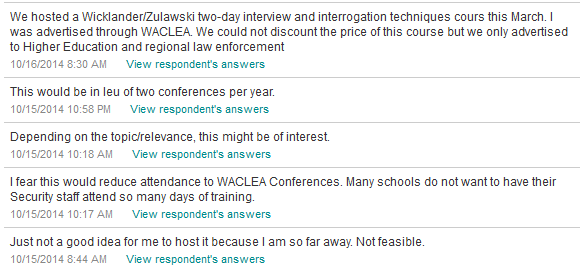 We hosted a Wicklander/Zulawski two-day interview and interrogation techniques cours this March. I
was advertised through WACLEA. We could not discount the price of this course but we only advertised
to Higher Education and regional law enforcement
10/16/2014 8:30 AM View respondent's answers
This would be in leu of two conferences per year.
10/15/2014 10:58 PM View respondent's answers
Depending on the topic/relevance, this might be of interest.
10/15/2014 10:18 AM View respondent's answers
I fear this would reduce attendance to WACLEA Conferences. Many schools do not want to have their
Security staff attend so many days of training.
10/15/2014 10:17 AM View respondent's answers
Just not a good idea for me to host it because I am so far away. Not feasible.
10/15/2014 8:44 AM View respondent's answers